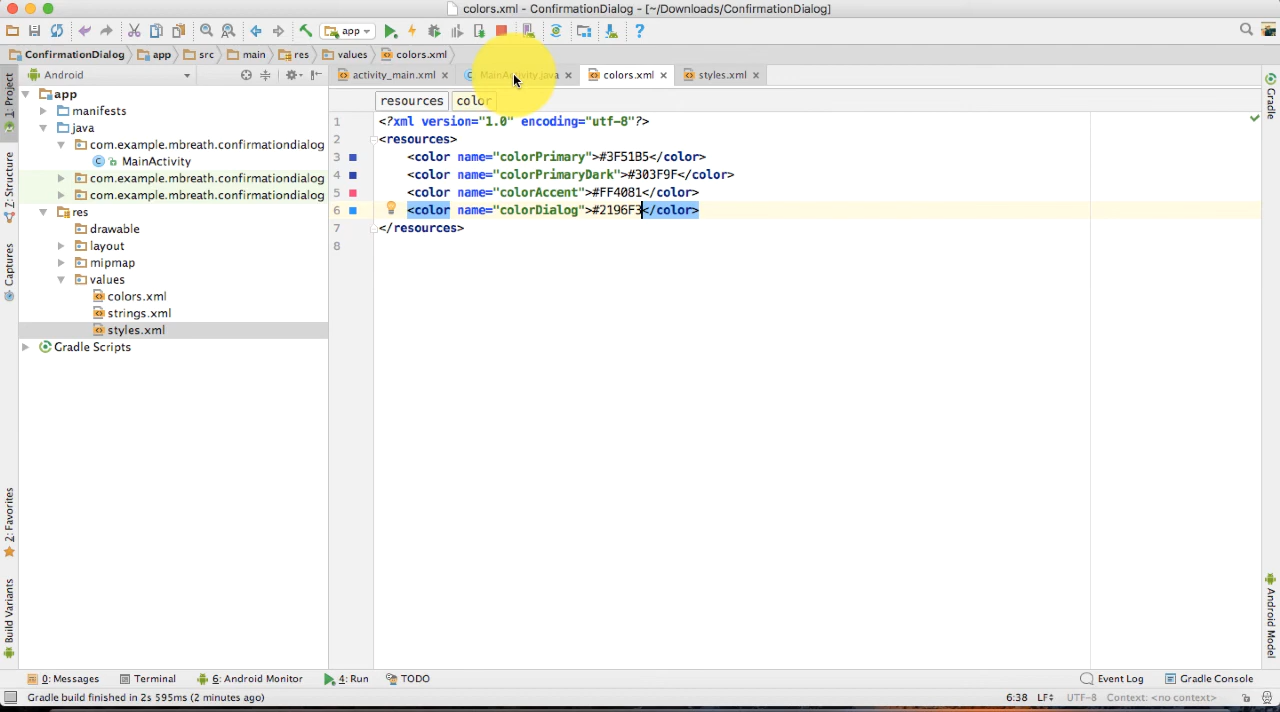 colors.xml - ConfirmationDialog - [~/Downloads/ConfirmationDialog]
app
ConfirmationDialog app src main res values colors.xml
Android
activity_main.xml MainActivity.java colors.xml styles.xml
resources color
1: Project
Z: Structure
Captures
2: Favorites
Build Variants
app
manifests
java
com.example.mbreath.confirmationdialog
MainActivity
com.example.mbreath.confirmationdialog
com.example.mbreath.confirmationdialog
res
drawable
layout
mipmap
values
colors.xml
strings.xml
styles.xml
Gradle Scripts
1 <?xml version="1.0" encoding="utf-8"?>
2 <resources>
3 <color name="colorPrimary">#3F51B5</color>
4 <color name="colorPrimaryDark">#303F9F</color>
5 <color name="colorAccent">#FF4081</color>
6 <color name="colorDialog">#2196F3</color>
7 </resources>
8
Gradle
Android Model
0: Messages Terminal 6: Android Monitor 4: Run TODO Event Log Gradle Console
Gradle build finished in 2s 595ms (2 minutes ago) 6:38 LF÷ UTF-8 Context: <no context>